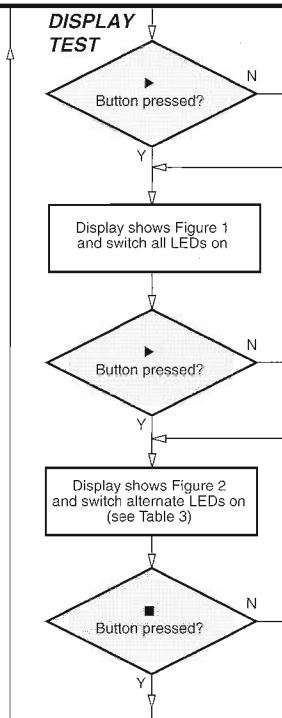 DISPLAY
TEST
▶
Button pressed?
N
Y
Display shows Figure 1
and switch all LEDs on
▶
Button pressed?
N
Y
Display shows Figure 2
and switch alternate LEDs on
(see Table 3)
■
Button pressed?
N
Y